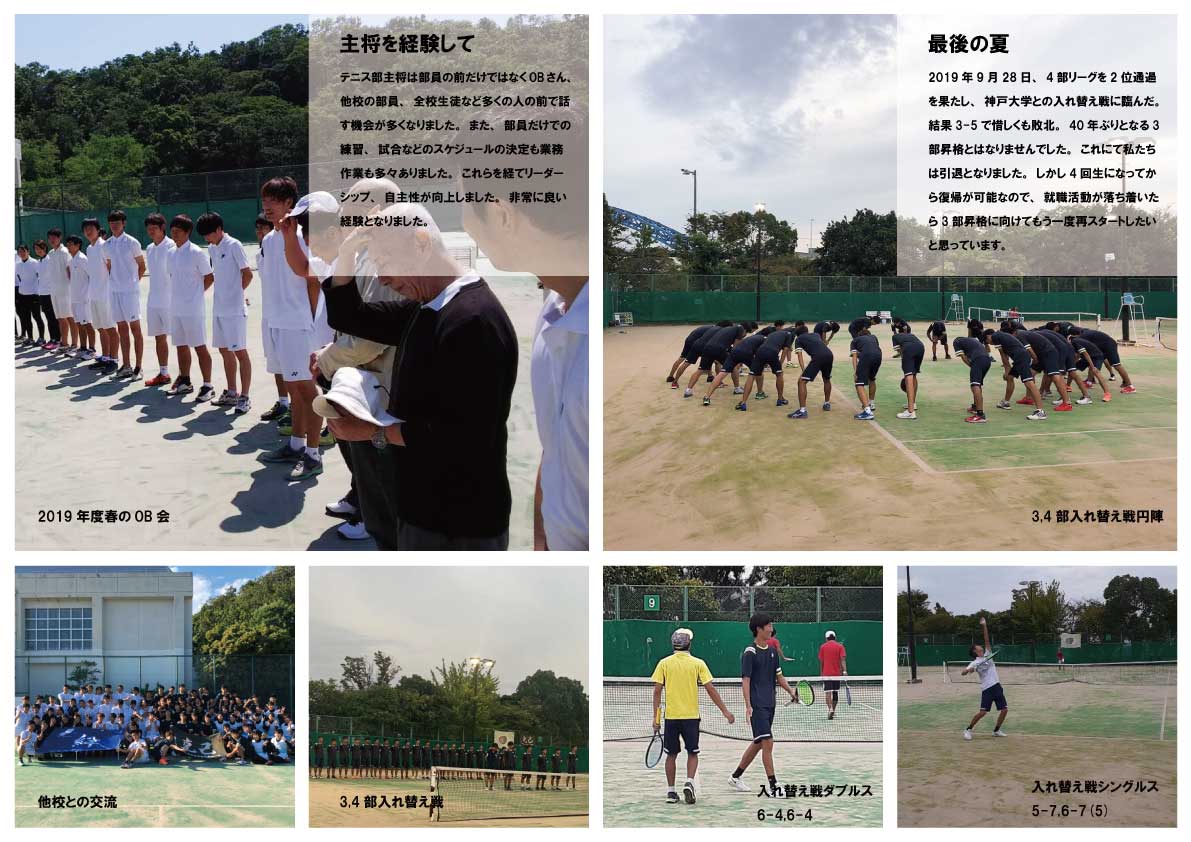 主将を経験して
テニス部主将は部員の前だけではなくOBさん、
他校の部員、全校生徒など多くの人の前で話
す機会が多くなりました。また、部員だけでの
練習、試合などのスケジュールの決定も業務
作業も多々ありました。これらを経てリーダー
シップ、自主性が向上しました。非常に良い
経験となりました。
2019年度春のOB会
最後の夏
2019年9月28日、4部リーグを2位通過
を果たし、神戸大学との入れ替え戦に臨んだ。
結果3-5で惜しくも敗北。40年ぶりとなる3
部昇格とはなりませんでした。これにて私たち
は引退となりました。しかし4回生になってか
ら復帰が可能なので、就職活動が落ち着いた
ら3部昇格に向けてもう一度再スタートしたい
と思っています。
3,4部入れ替え戦円陣
他校との交流
3,4部入れ替え戦
9
入れ替え戦ダブルス
6-4,6-4
入れ替え戦シングルス
5-7,6-7(5)